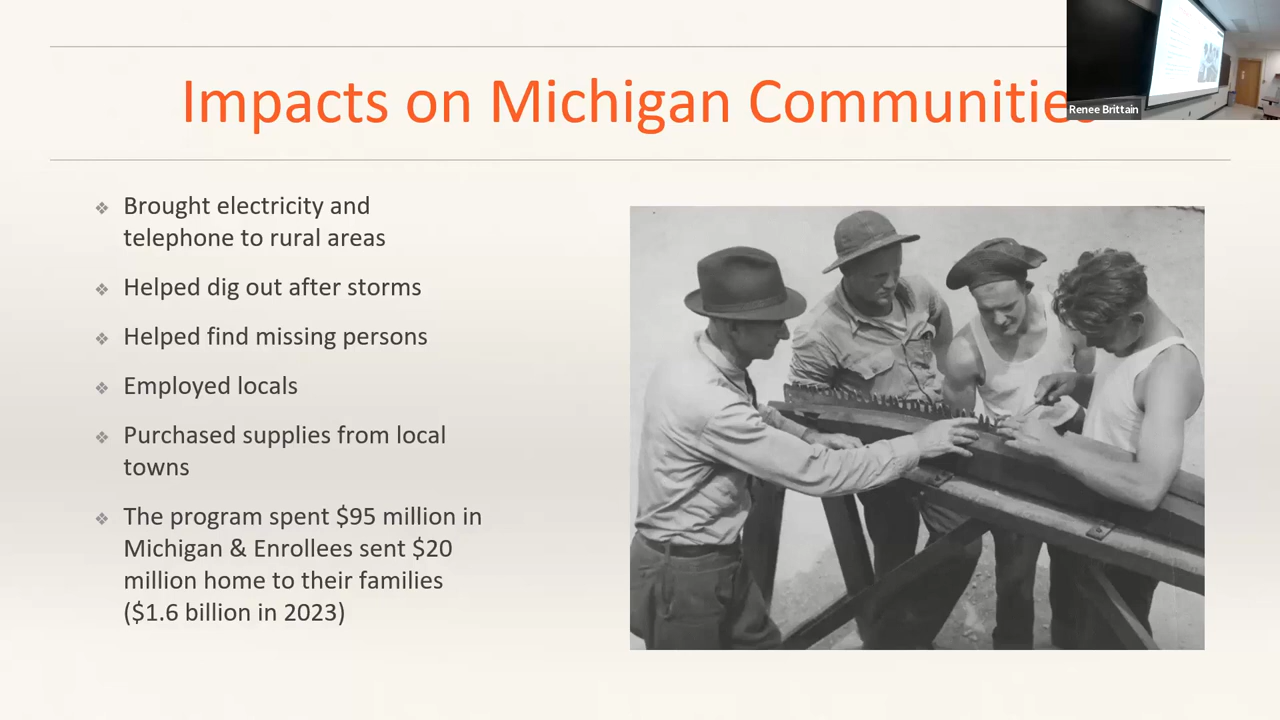 Impacts on Michigan Communities
Renee Brittain
Brought electricity and
telephone to rural areas
Helped dig out after storms
Helped find missing persons
Employed locals
Purchased supplies from local
towns
The program spent $95 million in
Michigan & Enrollees sent $20
million home to their families
($1.6 billion in 2023)